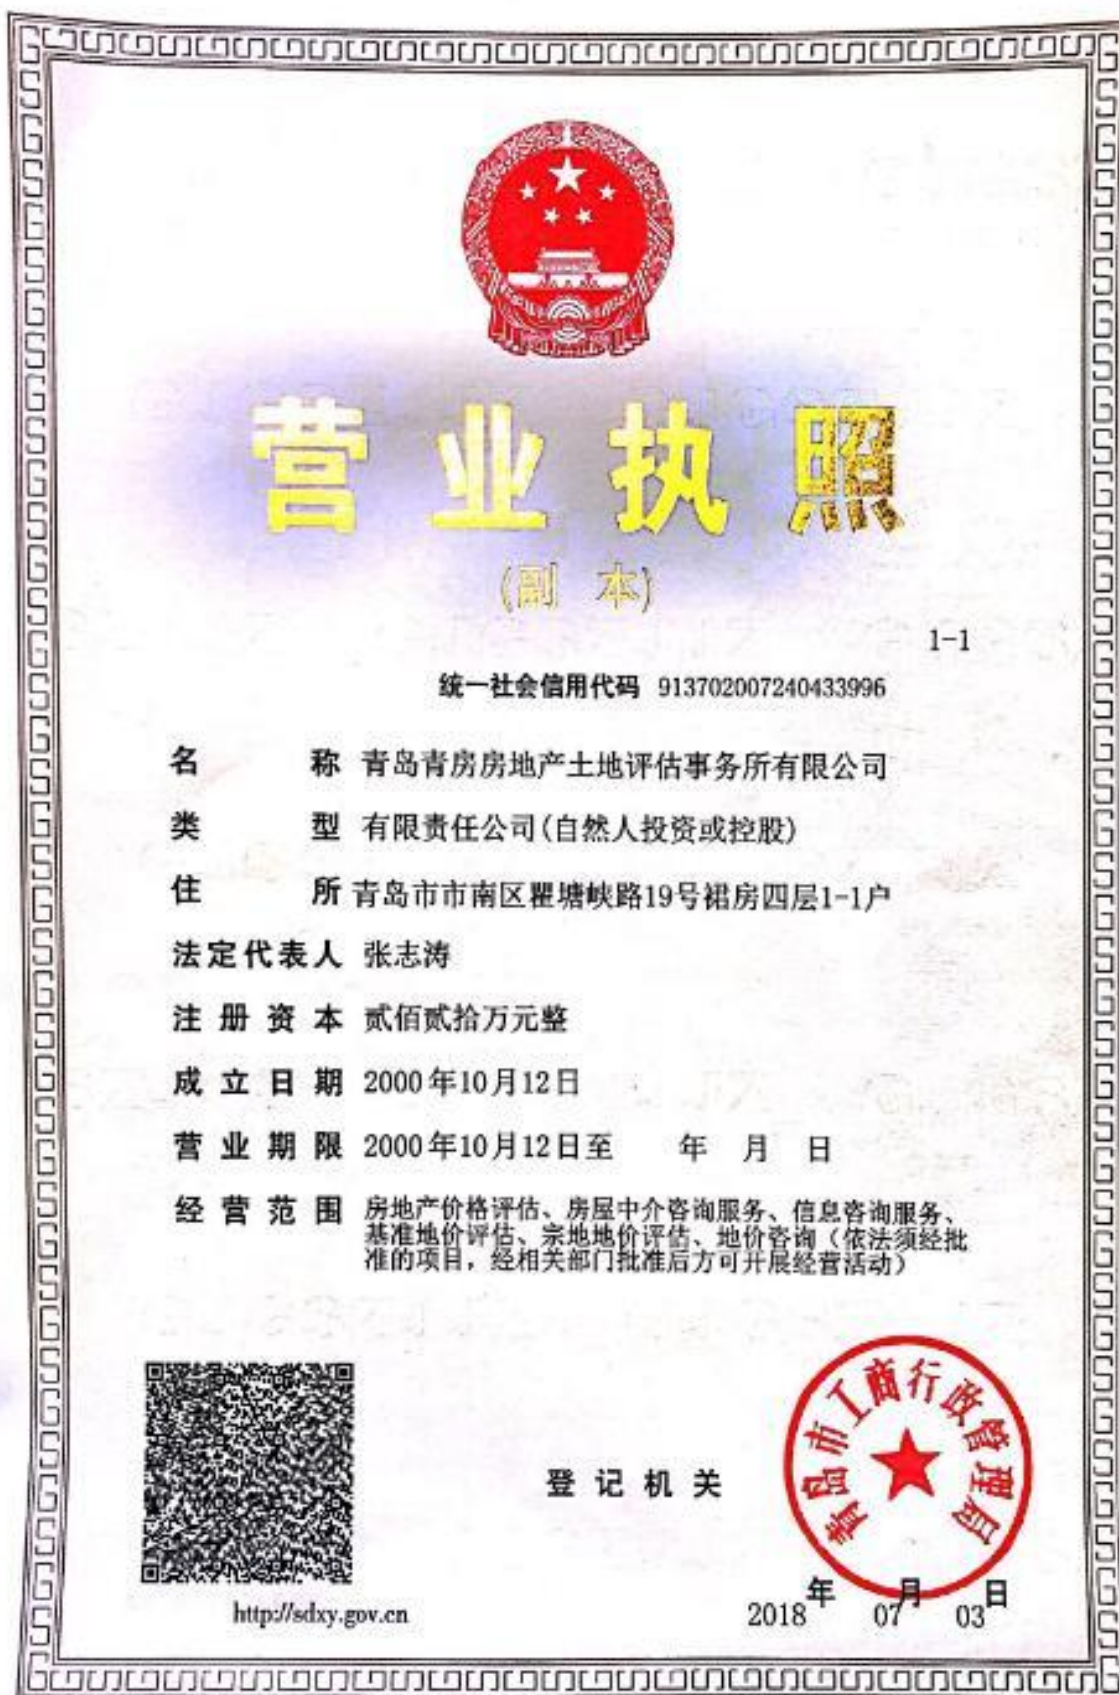 营业执照
(副 本)
1-1
统一社会信用代码 913702007240433996
名 称 青岛青房房地产土地评估事务所有限公司
类 型 有限责任公司(自然人投资或控股)
住 所 青岛市市南区瞿塘峡路19号裙房四层1-1户
法定代表人 张志涛
注册资本 贰佰贰拾万元整
成立日期 2000年10月12日
营业期限 2000年10月12日至 年 月 日
经营范围 房地产价格评估、房屋中介咨询服务、信息咨询服务、
基准地价评估、宗地地价评估、地价咨询（依法须经批
准的项目，经相关部门批准后方可开展经营活动）
青岛市工商行政管理局
登记机关
2018年07月03日
http://sdxy.gov.cn